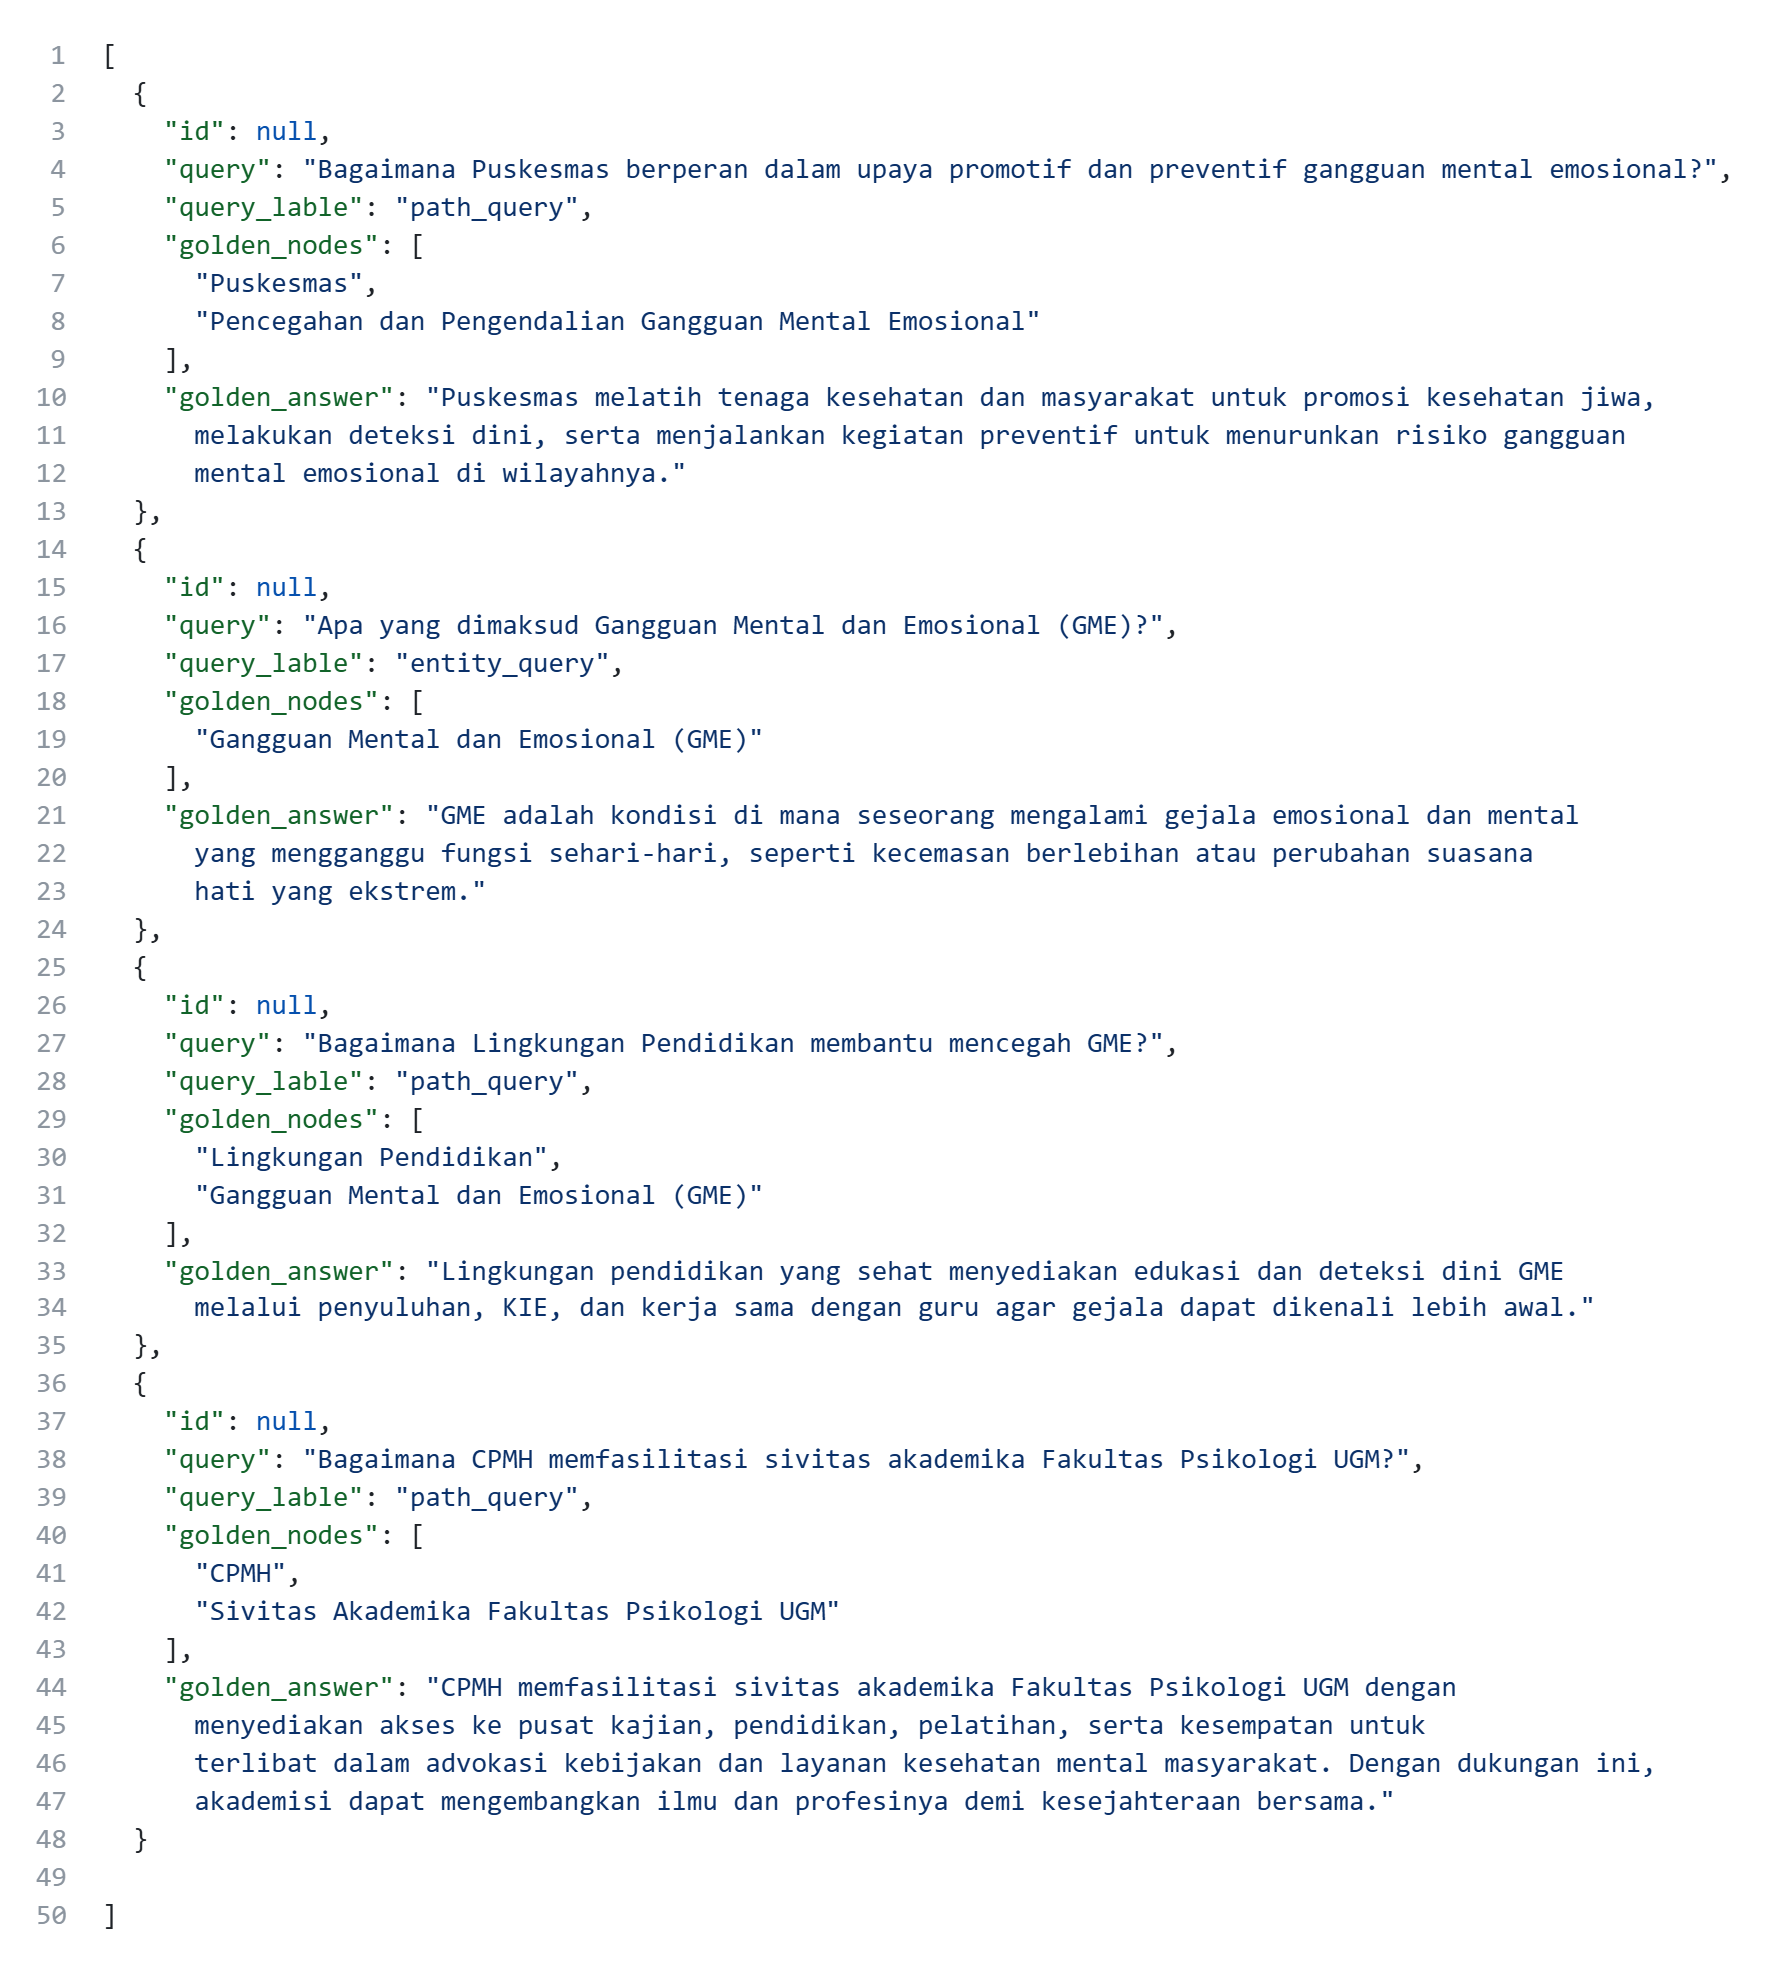 1 [
2 {
3 "id": null,
4 "query": "Bagaimana Puskesmas berperan dalam upaya promotif dan preventif gangguan mental emosional?",
5 "query_lable": "path_query",
6 "golden_nodes": [
7 "Puskesmas",
8 "Pencegahan dan Pengendalian Gangguan Mental Emosional"
9 ],
10 "golden_answer": "Puskesmas melatih tenaga kesehatan dan masyarakat untuk promosi kesehatan jiwa,
11 melakukan deteksi dini, serta menjalankan kegiatan preventif untuk menurunkan risiko gangguan
12 mental emosional di wilayahnya."
13 },
14 {
15 "id": null,
16 "query": "Apa yang dimaksud Gangguan Mental dan Emosional (GME)?",
17 "query_lable": "entity_query",
18 "golden_nodes": [
19 "Gangguan Mental dan Emosional (GME)"
20 ],
21 "golden_answer": "GME adalah kondisi di mana seseorang mengalami gejala emosional dan mental
22 yang mengganggu fungsi sehari-hari, seperti kecemasan berlebihan atau perubahan suasana
23 hati yang ekstrem."
24 },
25 {
26 "id": null,
27 "query": "Bagaimana Lingkungan Pendidikan membantu mencegah GME?",
28 "query_lable": "path_query",
29 "golden_nodes": [
30 "Lingkungan Pendidikan",
31 "Gangguan Mental dan Emosional (GME)"
32 ],
33 "golden_answer": "Lingkungan pendidikan yang sehat menyediakan edukasi dan deteksi dini GME
34 melalui penyuluhan, KIE, dan kerja sama dengan guru agar gejala dapat dikenali lebih awal."
35 },
36 {
37 "id": null,
38 "query": "Bagaimana CPMH memfasilitasi sivitas akademika Fakultas Psikologi UGM?",
39 "query_lable": "path_query",
40 "golden_nodes": [
41 "CPMH",
42 "Sivitas Akademika Fakultas Psikologi UGM"
43 ],
44 "golden_answer": "CPMH memfasilitasi sivitas akademika Fakultas Psikologi UGM dengan
45 menyediakan akses ke pusat kajian, pendidikan, pelatihan, serta kesempatan untuk
46 terlibat dalam advokasi kebijakan dan layanan kesehatan mental masyarakat. Dengan dukungan ini,
47 akademisi dapat mengembangkan ilmu dan profesinya demi kesejahteraan bersama."
48 }
49
50 ]